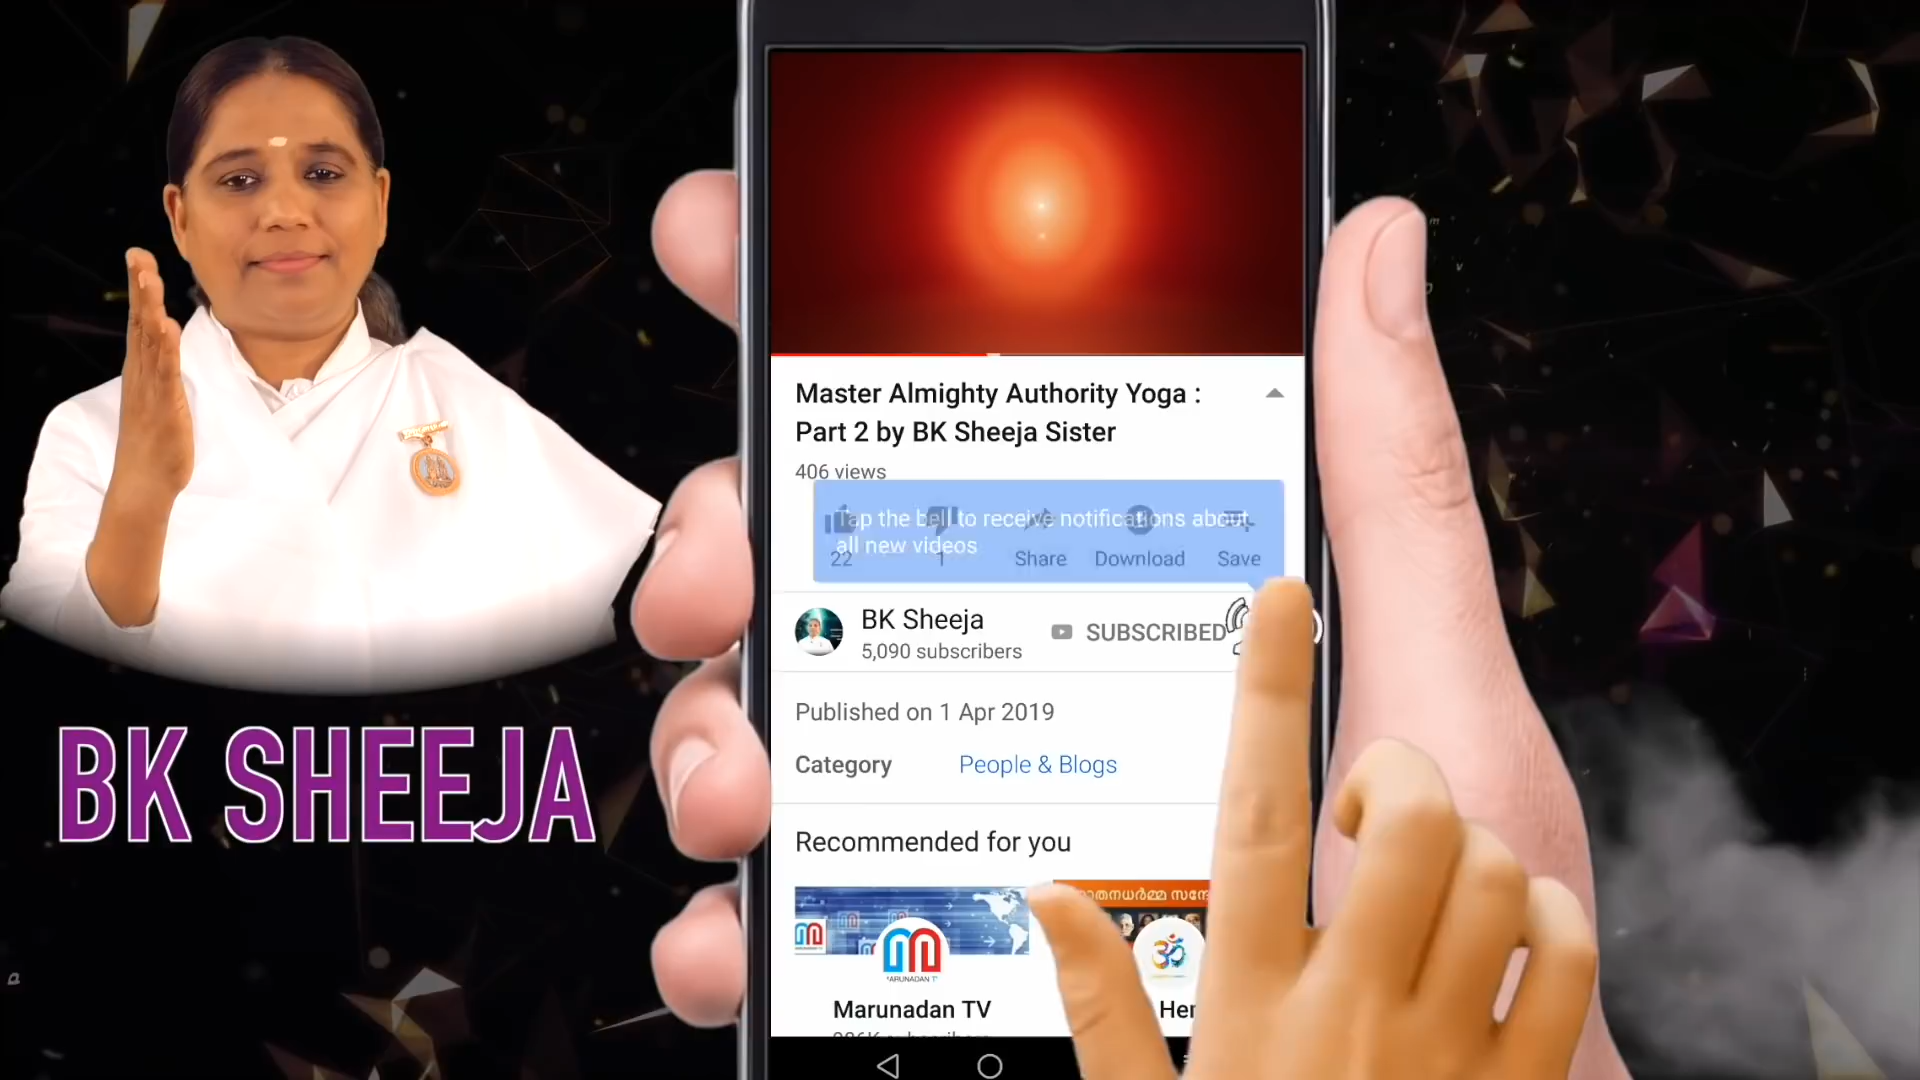 BK SHEEJA
Master Almighty Authority Yoga :
Part 2 by BK Sheeja Sister
406 views
Tap the bell to receive notifications about
all new videos
22
1
Share
Download
Save
BK Sheeja
SUBSCRIBED
5,090 subscribers
Published on 1 Apr 2019
Category
People & Blogs
Recommended for you
Marunadan TV